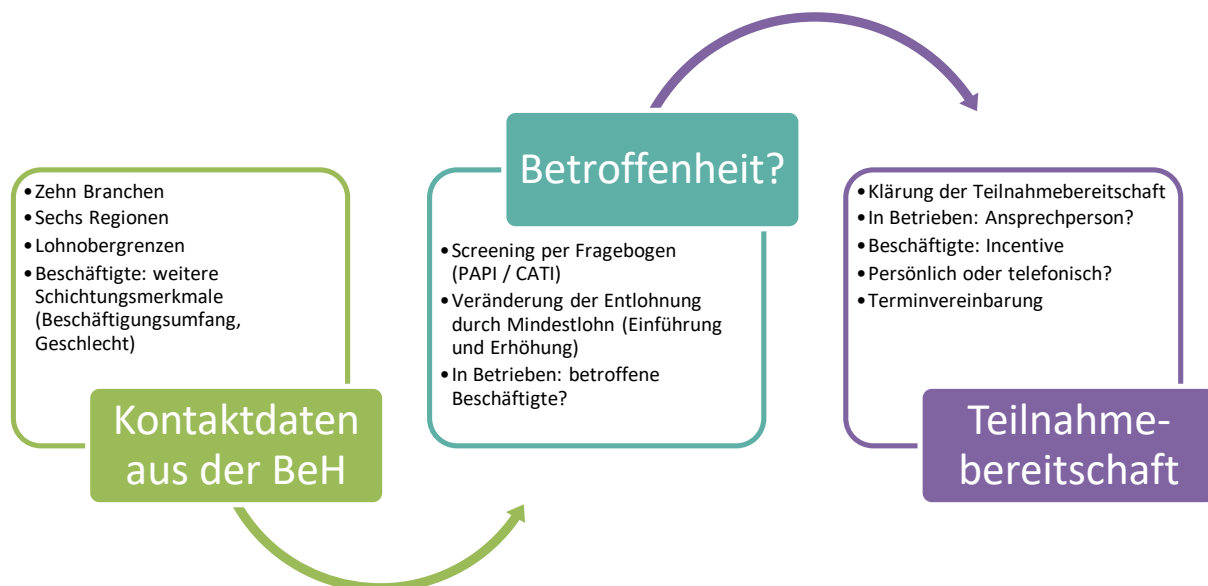 • Zehn Branchen
• Sechs Regionen
• Lohnobergrenzen
• Beschäftigte: weitere
Schichtungsmerkmale
(Beschäftigungsumfang,
Geschlecht)
Kontaktdaten
aus der BeH
Betroffenheit?
• Screening per Fragebogen
(PAPI / CATI)
• Veränderung der Entlohnung
durch Mindestlohn (Einführung
und Erhöhung)
• In Betrieben: betroffene
Beschäftigte?
• Klärung der Teilnahmebereitschaft
• In Betrieben: Ansprechperson?
• Beschäftigte: Incentive
• Persönlich oder telefonisch?
• Terminvereinbarung
Teilnahme-
bereitschaft